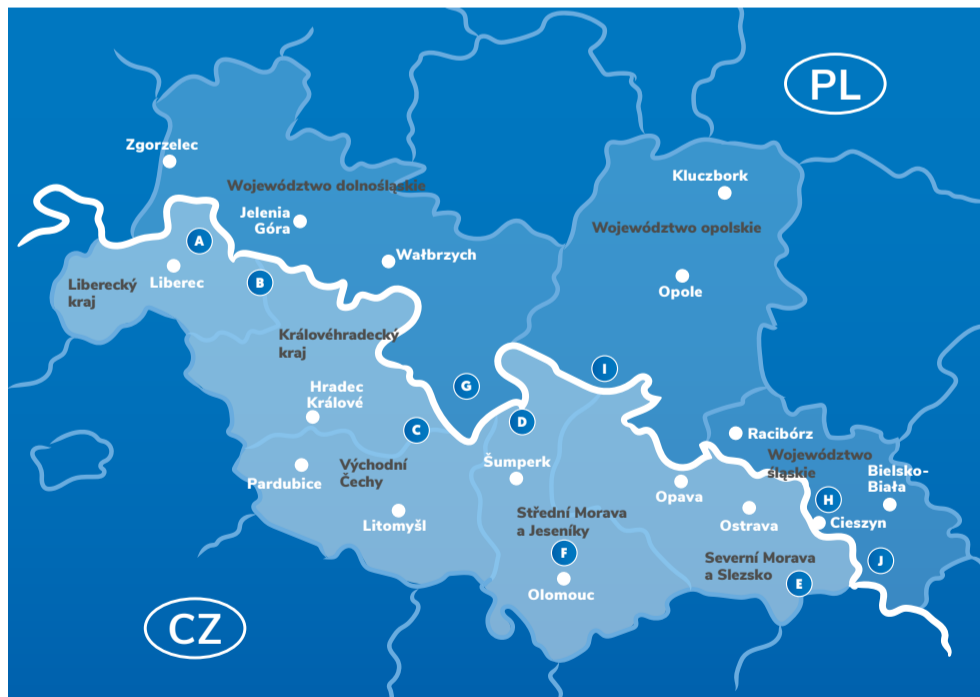 PL
Zgorzelec
Kluczbork
Województwo dolnośląskie
Jelenia
Góra
Województwo opolskie
A
Wałbrzych
Liberec
B
Liberecký
kraj
Opole
Královéhradecký
kraj
I
G
Hradec
Králové
C
D
Racibórz
Východní
Čechy
Šumperk
Województwo
śląskie
Bielsko-
Biała
Pardubice
Opava
H
Litomyšl
Střední Morava
a Jeseníky
Ostrava
Cieszyn
F
Severní Morava
a Slezsko
J
E
Olomouc
CZ